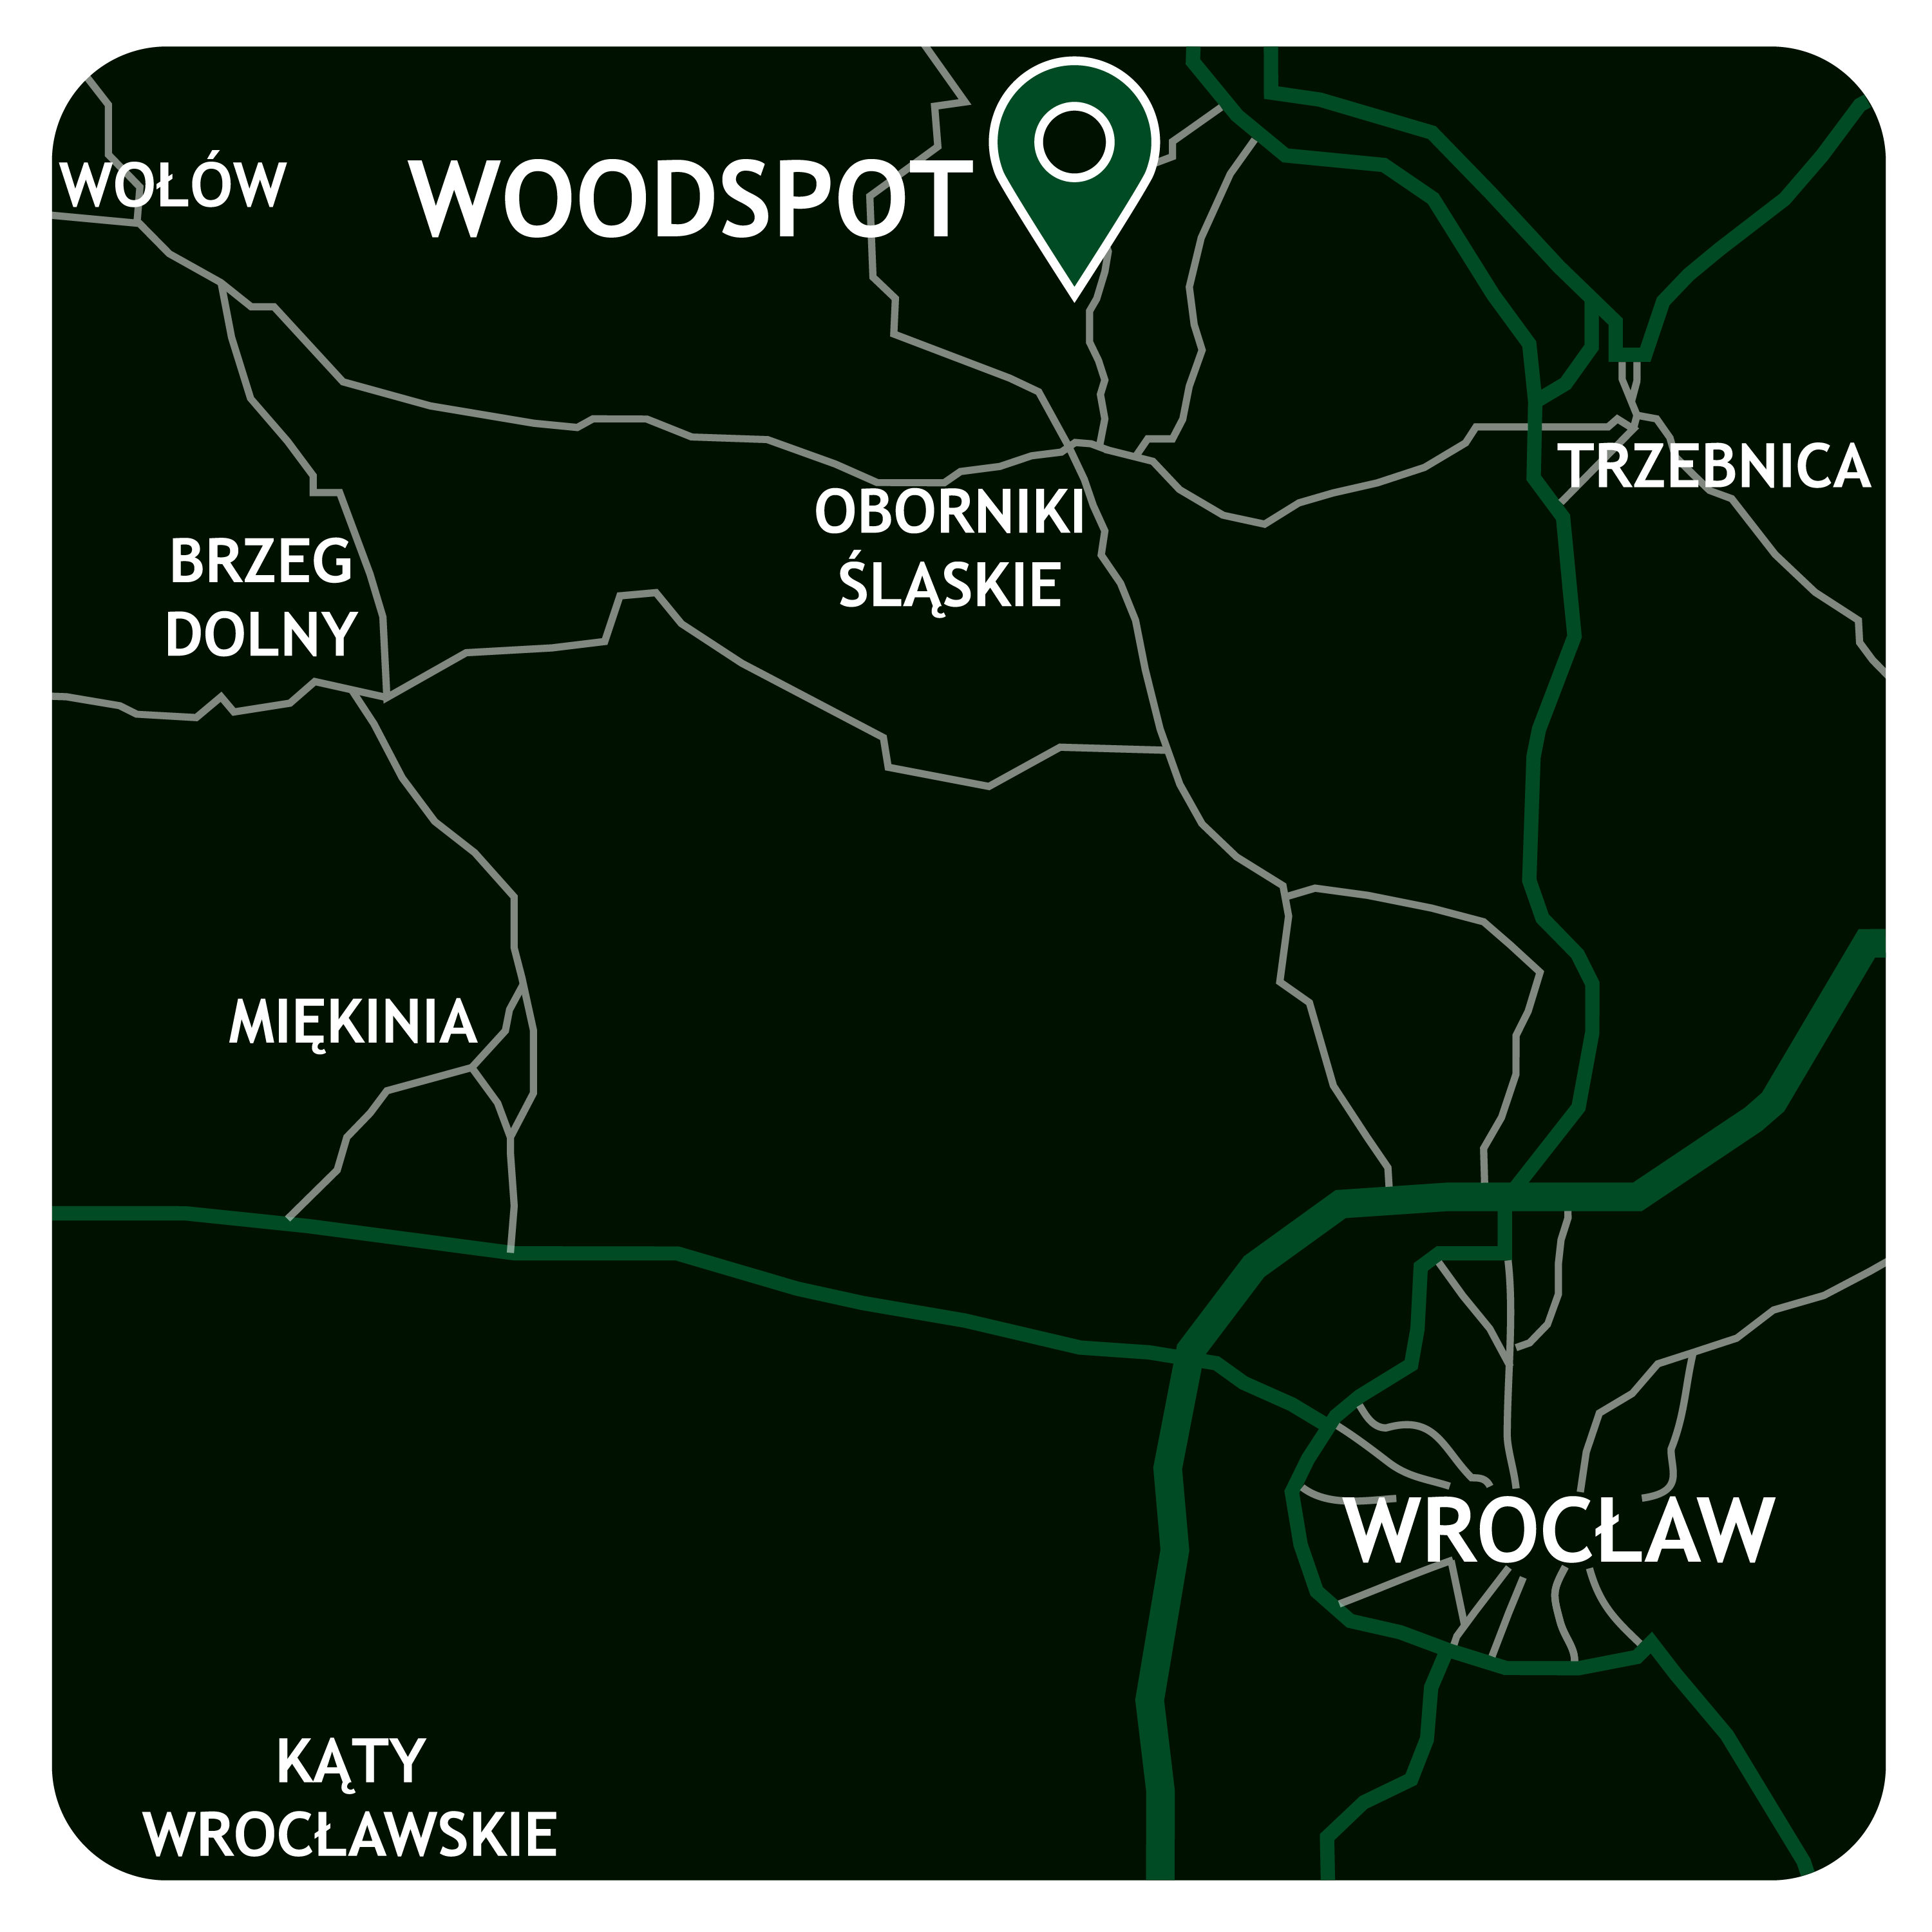 WOŁÓW
WOODSPOT
TRZEBNICA
OBORNIKI
ŚLĄSKIE
BRZEG
DOLNY
MIĘKINIA
WROCŁAW
KĄTY
WROCŁAWSKIE